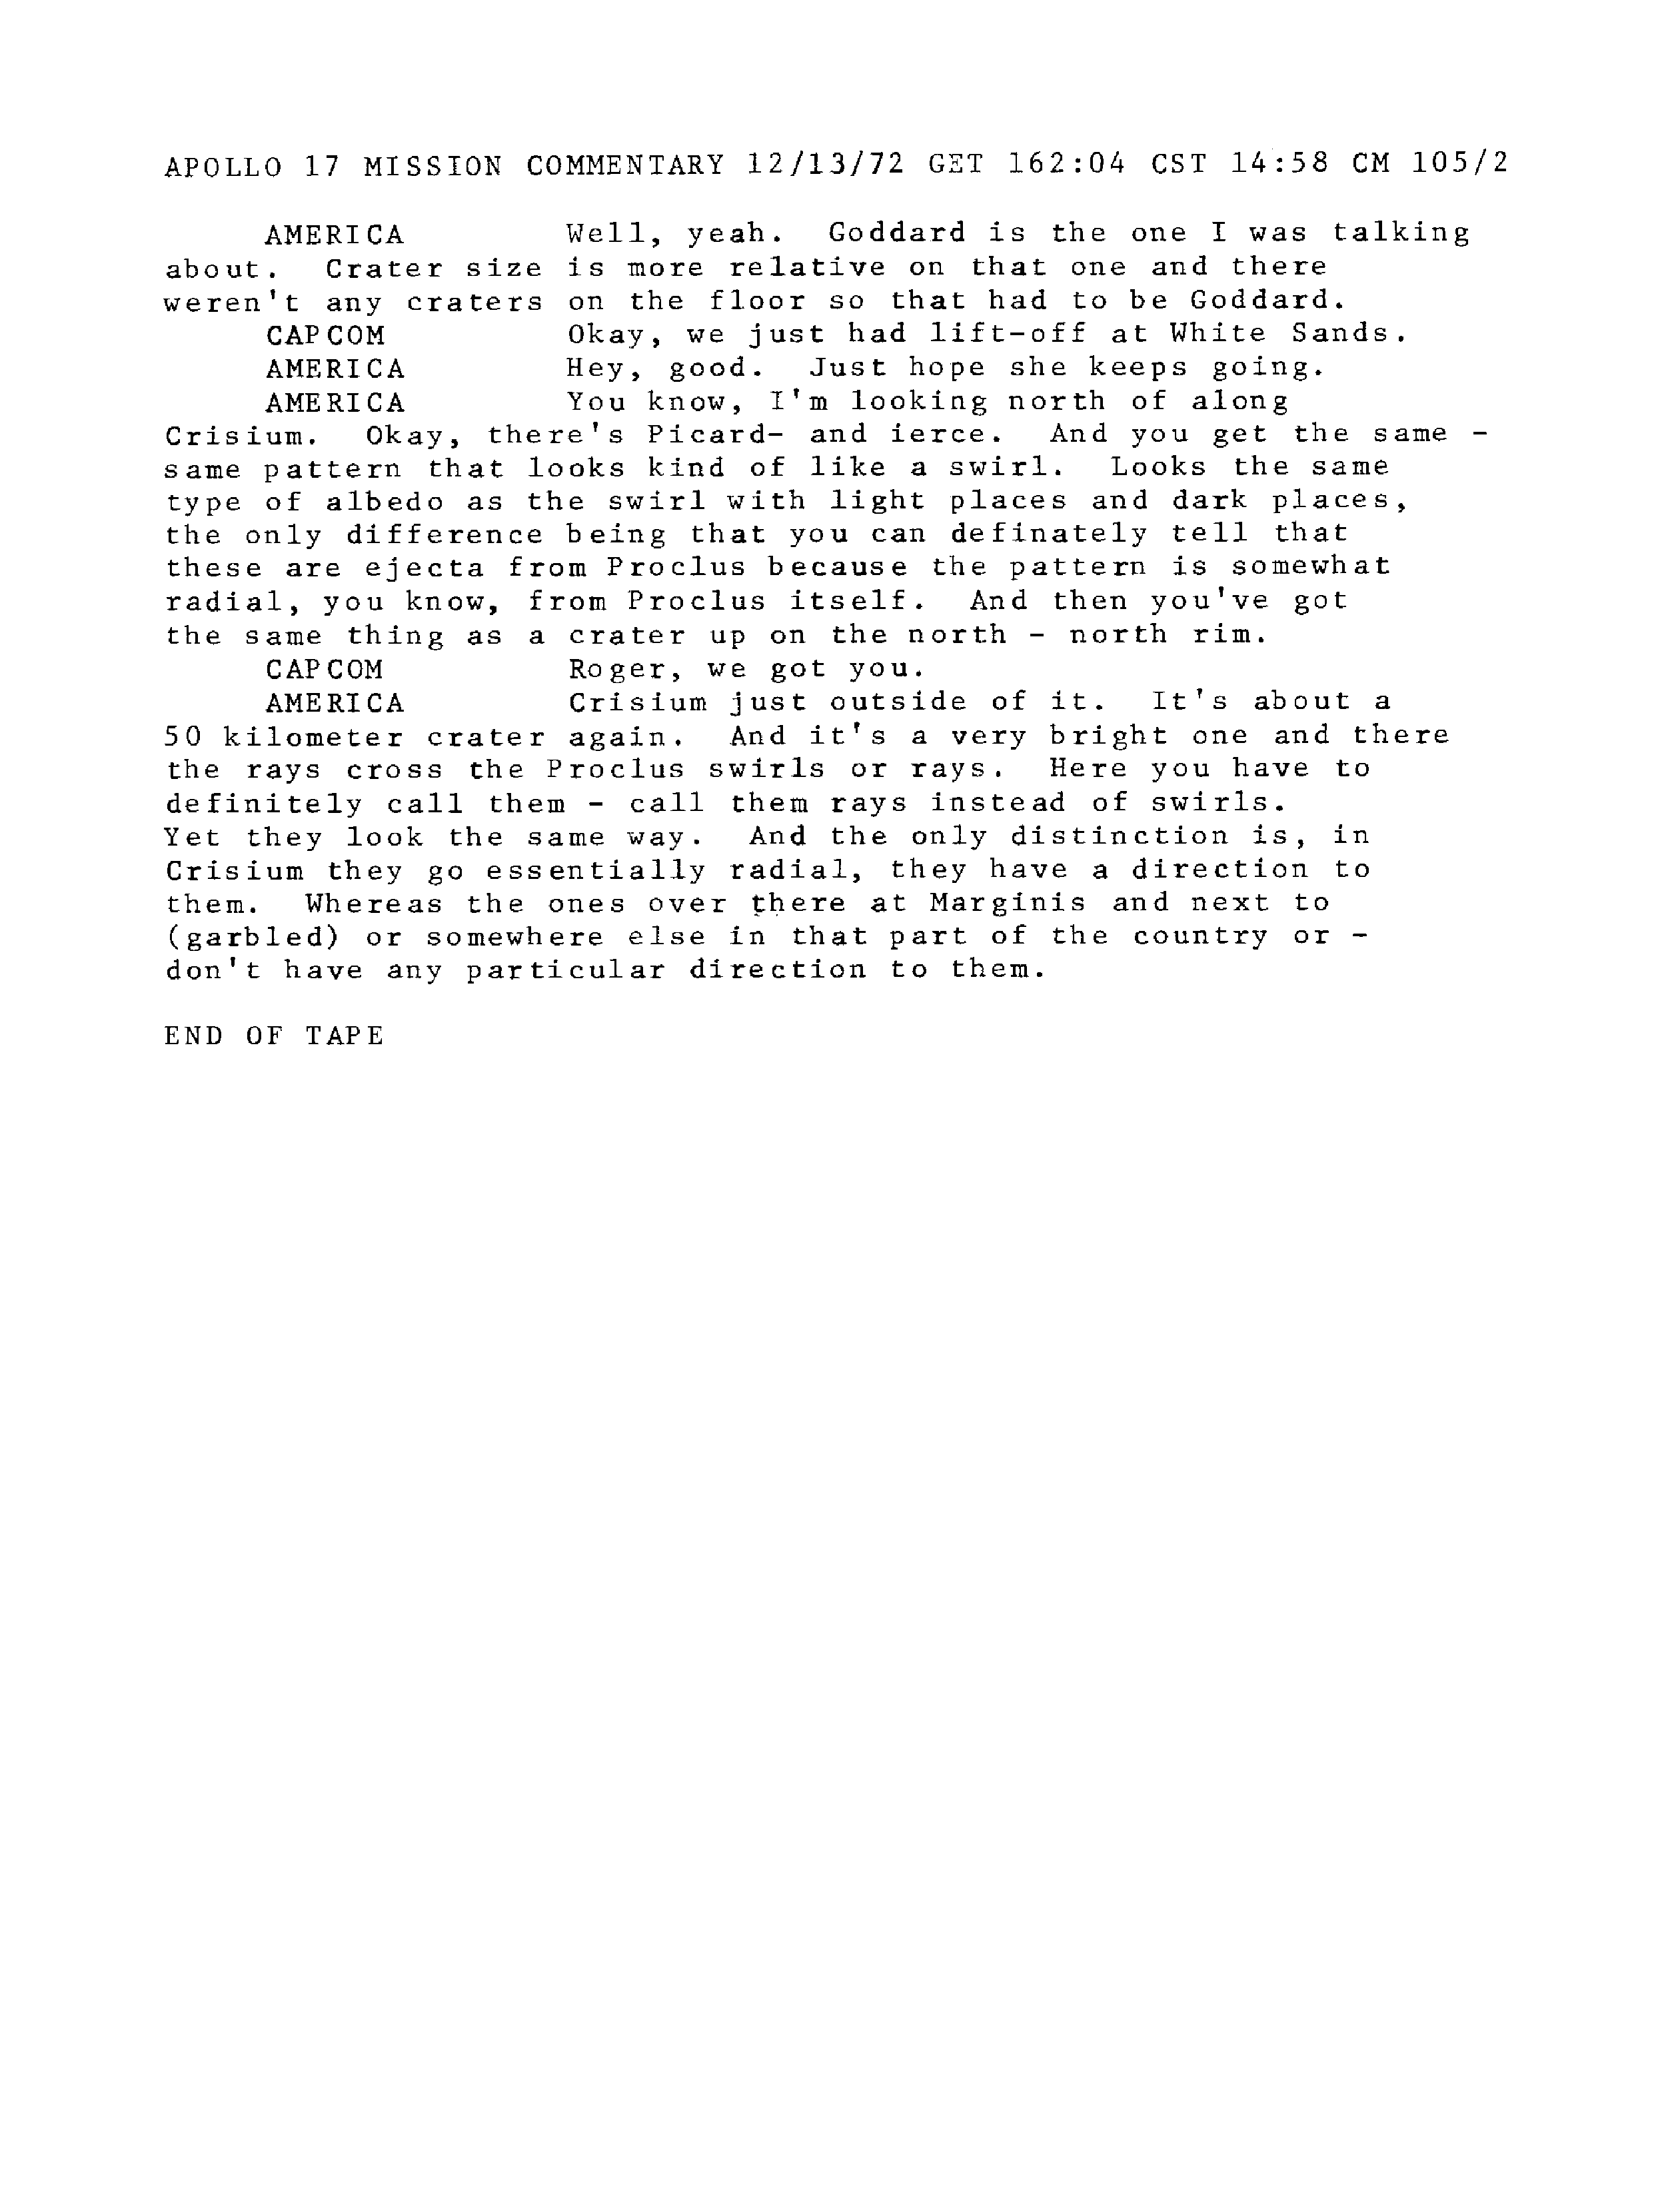 APOLLO 17 MISSION COMMENTARY 12/13/72 GET 162:04 CST 14:58 CM 105/2
AMERICA Well, yeah. Goddard is the one I was talking
about. Crater size is more relative on that one and there
weren't any craters on the floor so that had to be Goddard.
CAPCOM Okay, we just had lift-off at White Sands.
AMERICA Hey, good. Just hope she keeps going.
AMERICA You know, I'm looking north of along
Crisium. Okay, there's Picard- and ierce. And you get the same -
same pattern that looks kind of like a swirl. Looks the same
type of albedo as the swirl with light places and dark places,
the only difference being that you can definately tell that
these are ejecta from Proclus because the pattern is somewhat
radial, you know, from Proclus itself. And then you've got
the same thing as a crater up on the north - north rim.
CAPCOM Roger, we got you.
AMERICA Crisium just outside of it. It's about a
50 kilometer crater again. And it's a very bright one and there
the rays cross the Proclus swirls or rays. Here you have to
definitely call them - call them rays instead of swirls.
Yet they look the same way. And the only distinction is, in
Crisium they go essentially radial, they have a direction to
them. Whereas the ones over there at Marginis and next to
(garbled) or somewhere else in that part of the country or -
don't have any particular direction to them.
END OF TAPE